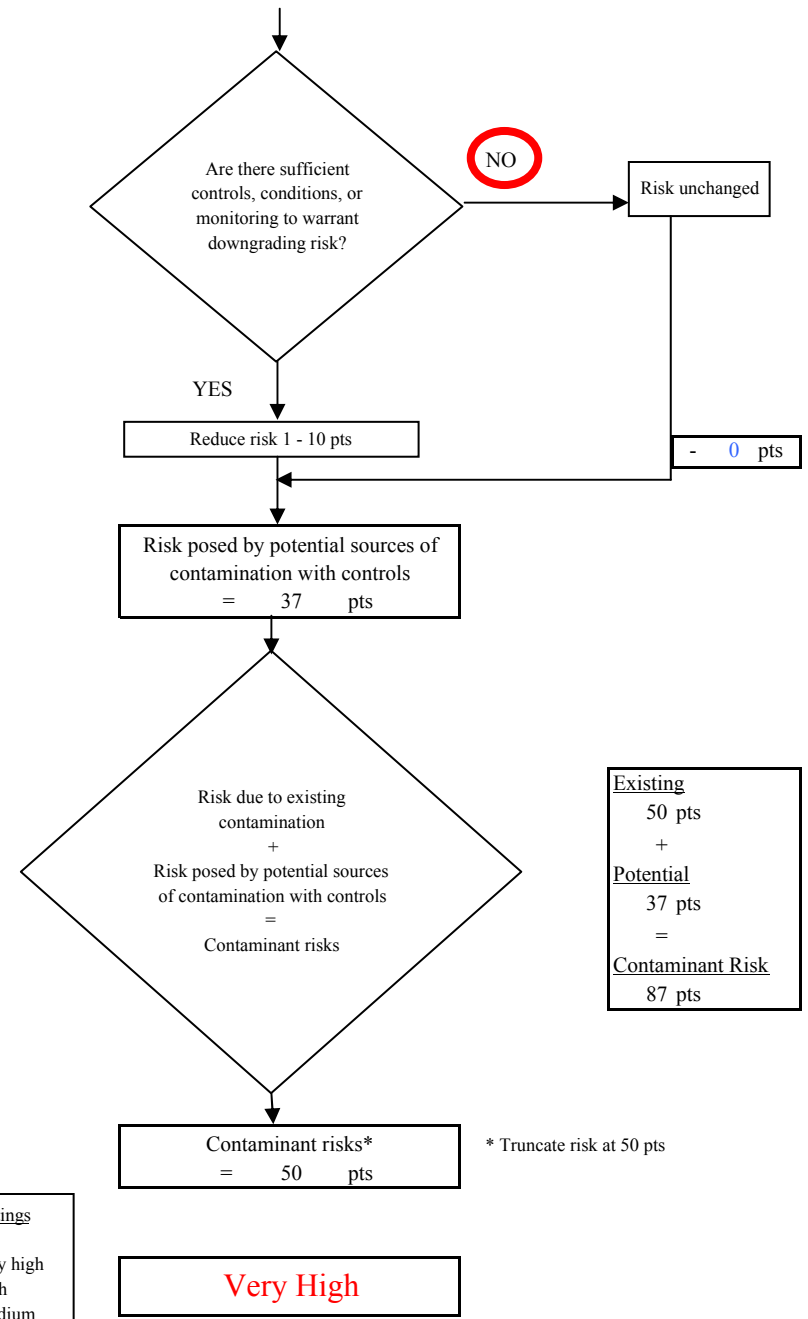 Are there sufficient
controls, conditions, or
monitoring to warrant
downgrading risk?
NO
Risk unchanged
YES
Reduce risk 1 - 10 pts
- 0 pts
Risk posed by potential sources of
contamination with controls
= 37 pts
Risk due to existing
contamination
+
Risk posed by potential sources
of contamination with controls
=
Contaminant risks
Existing
50 pts
+
Potential
37 pts
=
Contaminant Risk
87 pts
Contaminant risks*
= 50 pts
* Truncate risk at 50 pts
high
Very High